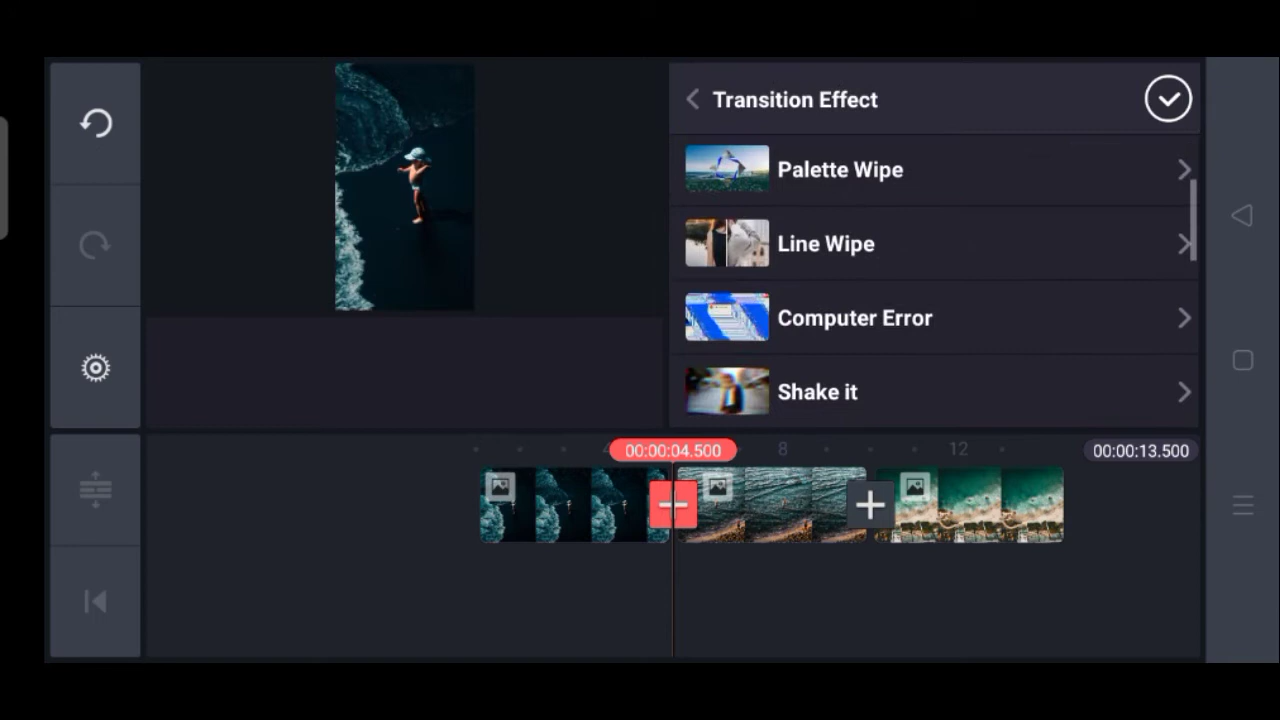 Transition Effect
Palette Wipe
Line Wipe
Computer Error
Shake it
00:00:04.500
8
12
00:00:13.500